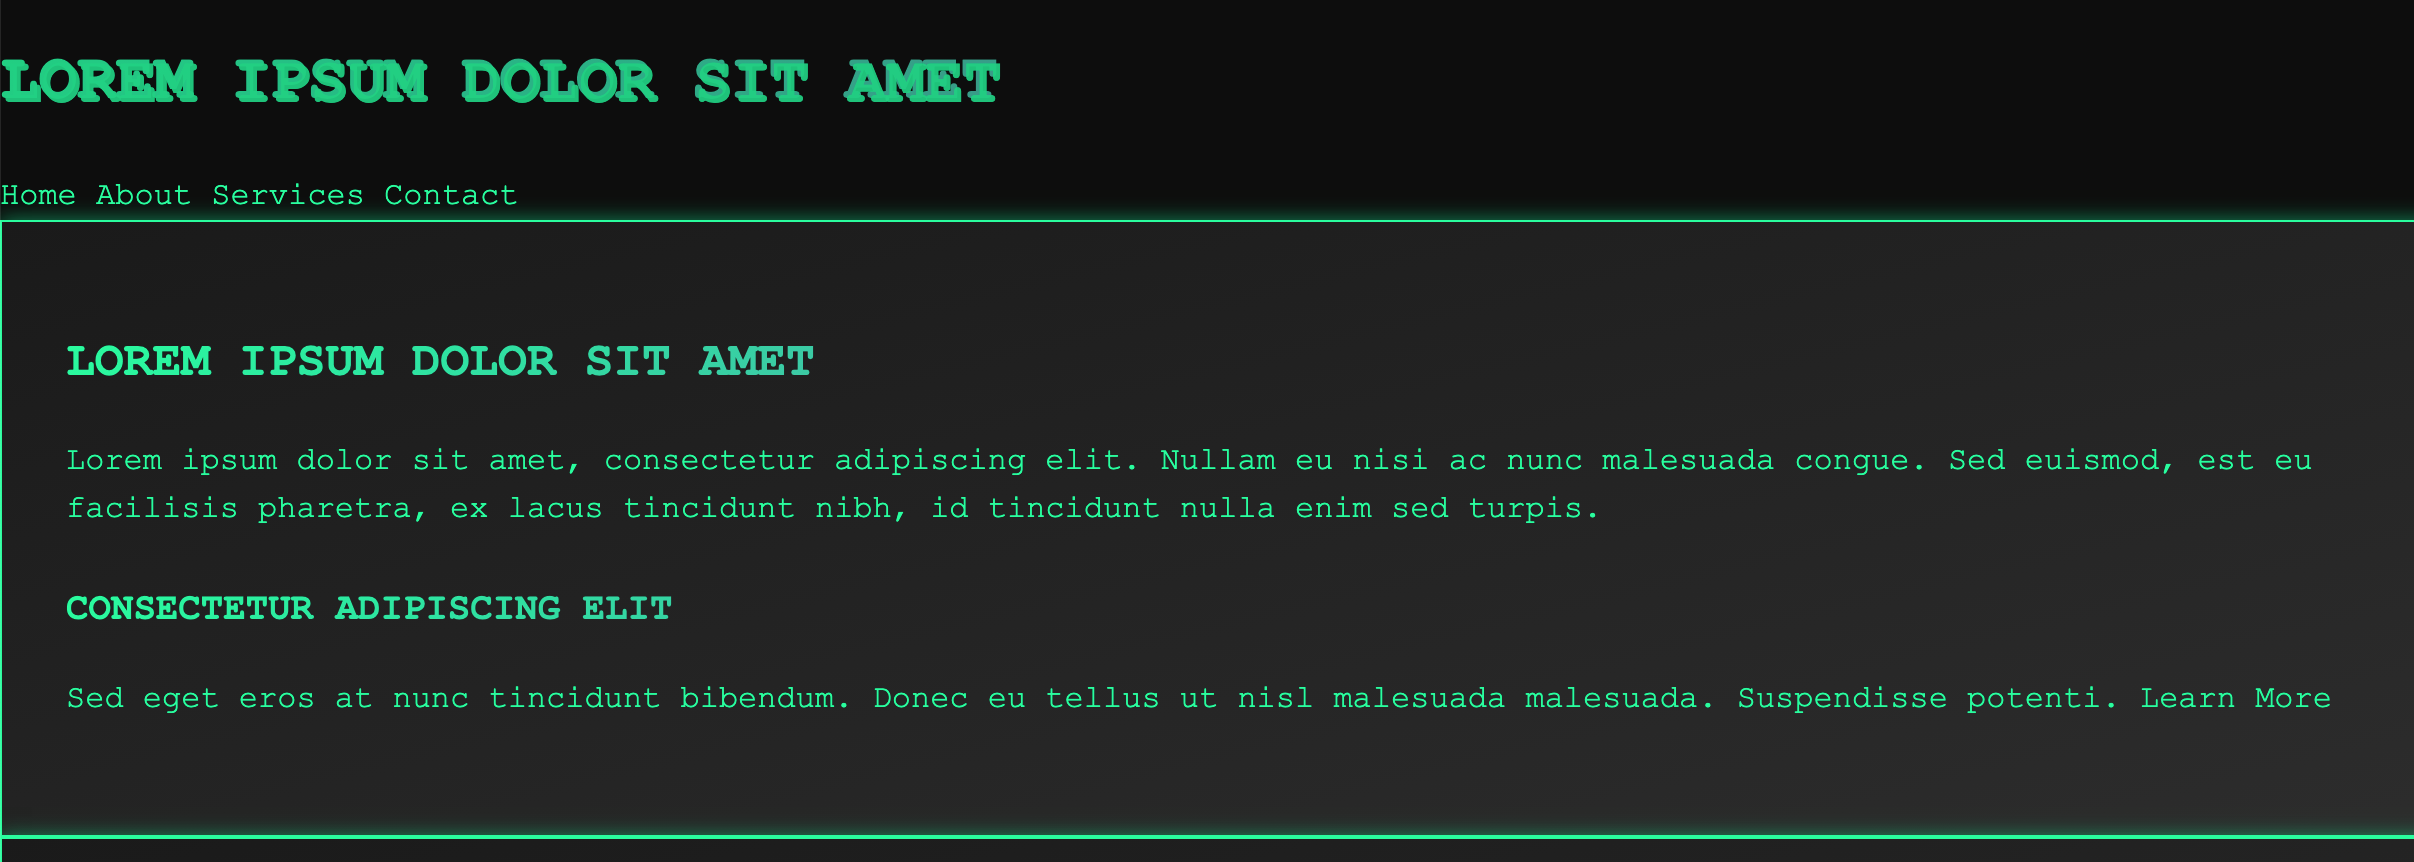 LOREM IPSUM DOLOR SIT AMET
Home About Services Contact
LOREM IPSUM DOLOR SIT AMET
Lorem ipsum dolor sit amet, consectetur adipiscing elit. Nullam eu nisi ac nunc malesuada congue. Sed euismod, est eu
facilisis pharetra, ex lacus tincidunt nibh, id tincidunt nulla enim sed turpis.
CONSECTETUR ADIPISCING ELIT
Sed eget eros at nunc tincidunt bibendum. Donec eu tellus ut nisl malesuada malesuada. Suspendisse potenti. Learn More